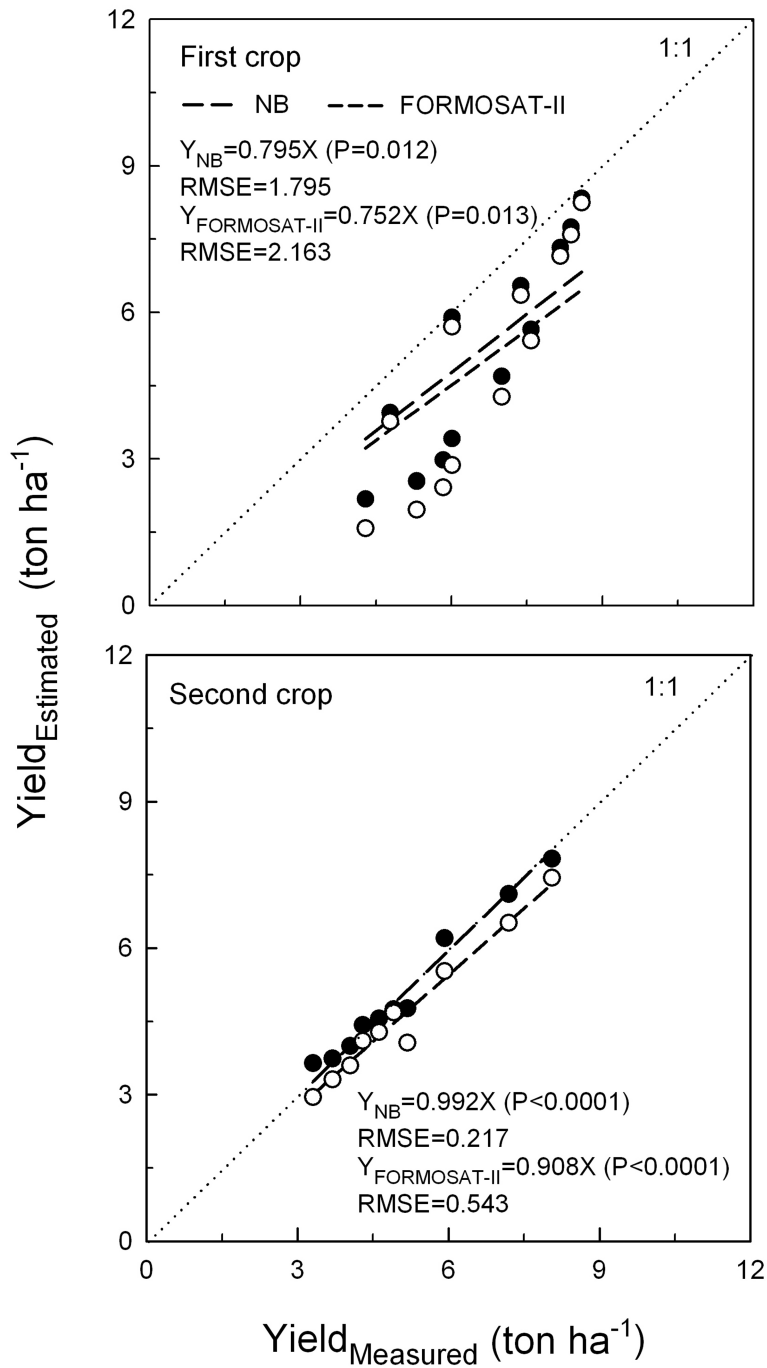 12
First crop
1:1
NB FORMOSAT-II
Y_NB=0.795X (P=0.012)
9
RMSE=1.795
Y_FORMOSAT-II=0.752X (P=0.013)
RMSE=2.163
6
3
0
Yield_Estimated (ton ha^-1)
12
Second crop
1:1
9
6
3
Y_NB=0.992X (P<0.0001)
RMSE=0.217
Y_FORMOSAT-II=0.908X (P<0.0001)
RMSE=0.543
0
0 3 6 9 12
Yield_Measured (ton ha^-1)